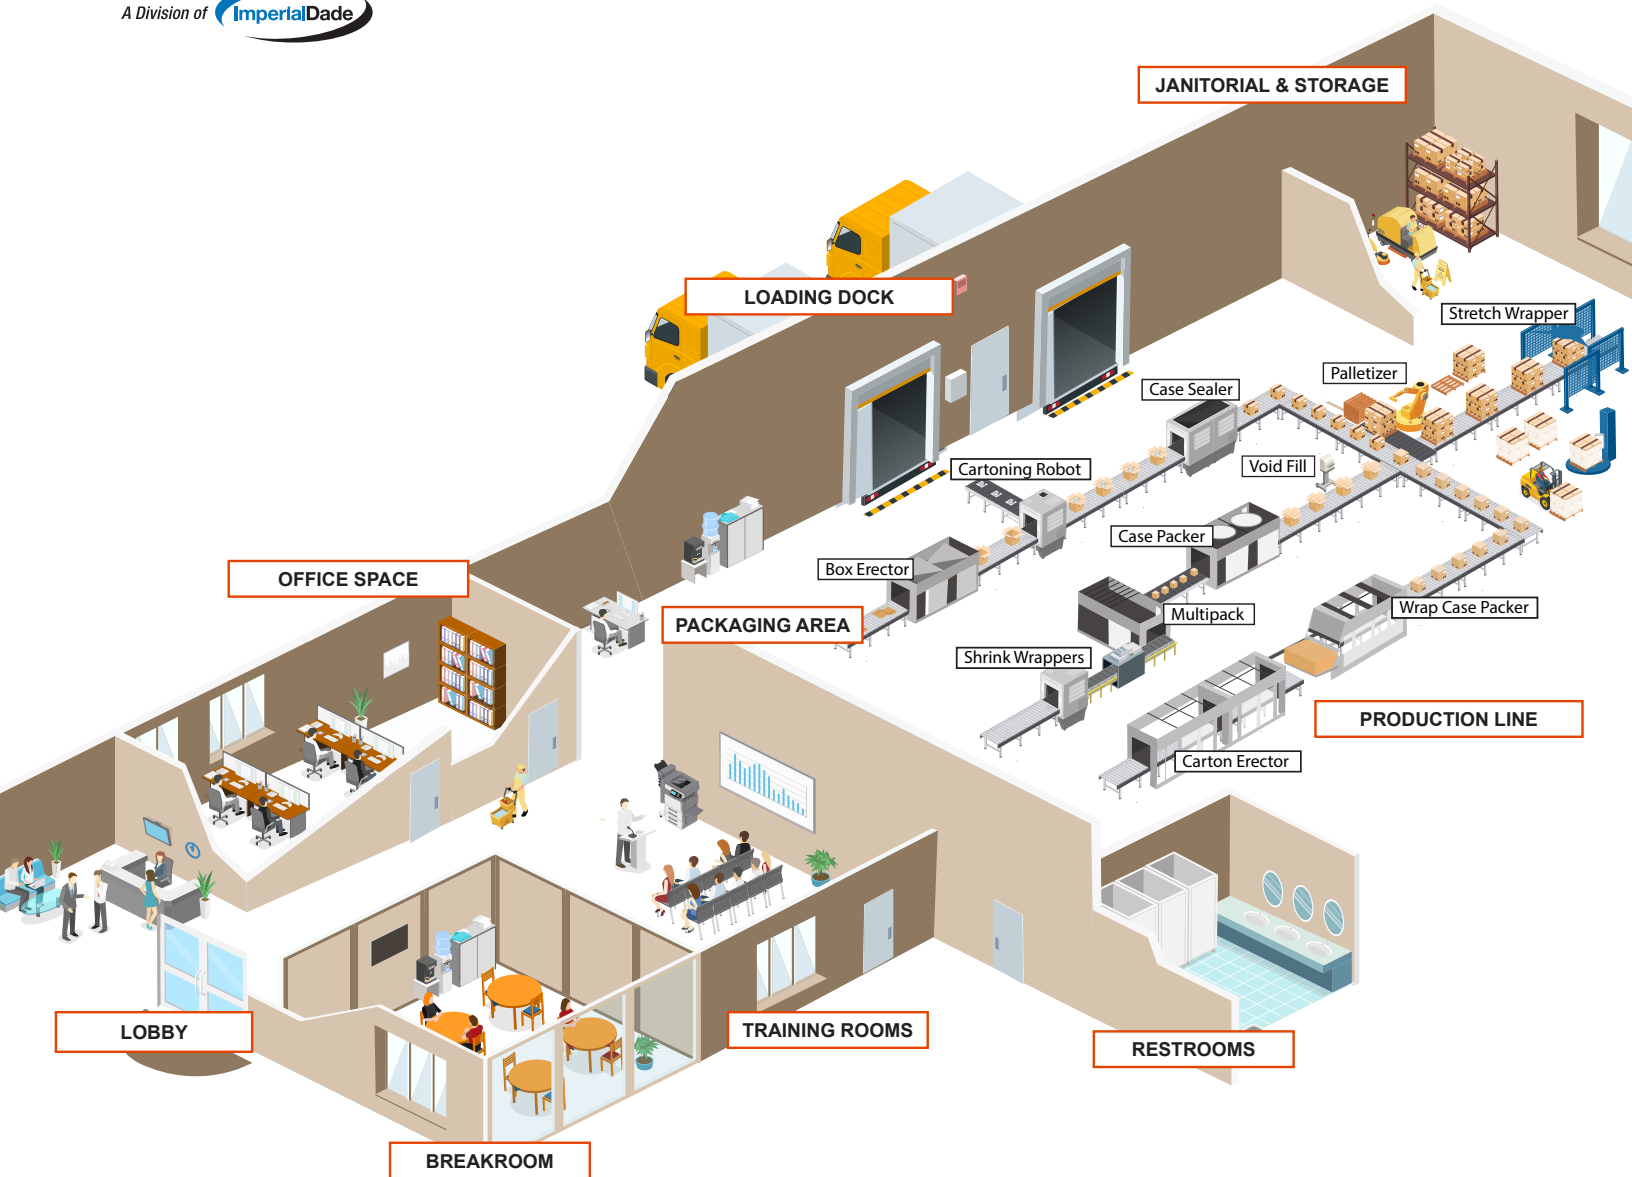 A Division of ImperialDade
JANITORIAL & STORAGE
LOADING DOCK
Stretch Wrapper
Palletizer
Case Sealer
Cartoning Robot
Void Fill
Case Packer
Box Erector
OFFICE SPACE
PACKAGING AREA
Multipack
Wrap Case Packer
Shrink Wrappers
PRODUCTION LINE
Carton Erector
LOBBY
TRAINING ROOMS
RESTROOMS
BREAKROOM